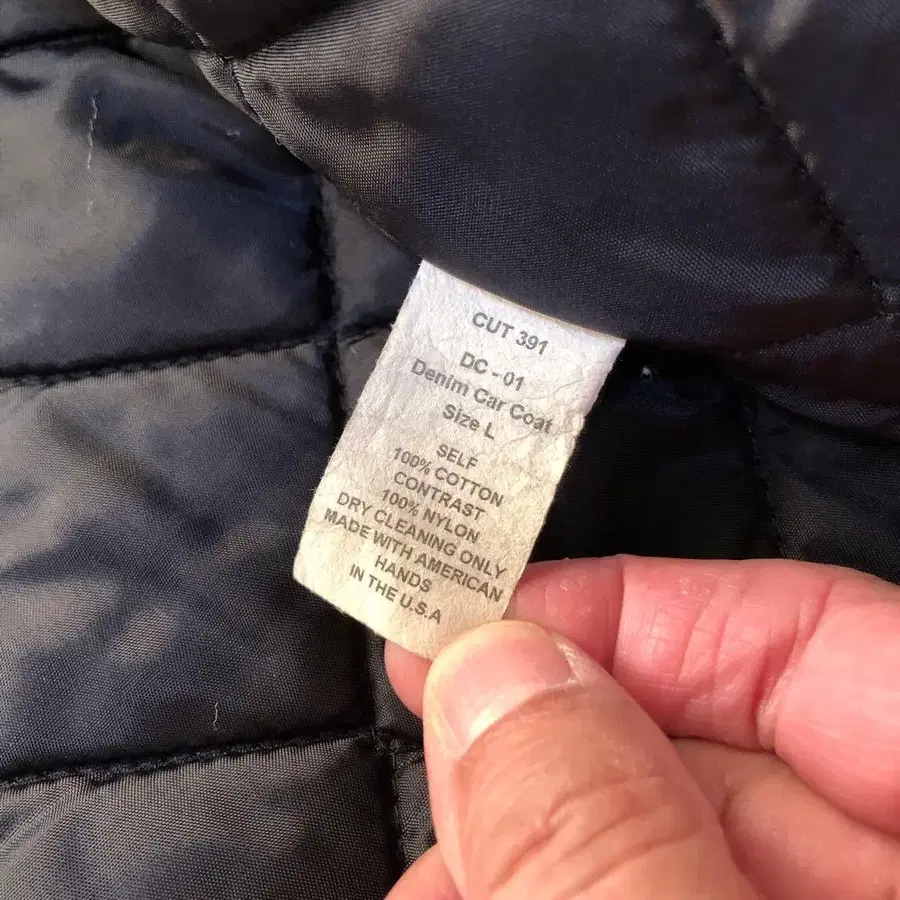 CUT 391
DC - 01
Denim Car Coat
Size L
SELF
100% COTTON
CONTRAST
100% NYLON
DRY CLEANING ONLY
MADE WITH AMERICAN
HANDS
IN THE U.S.A